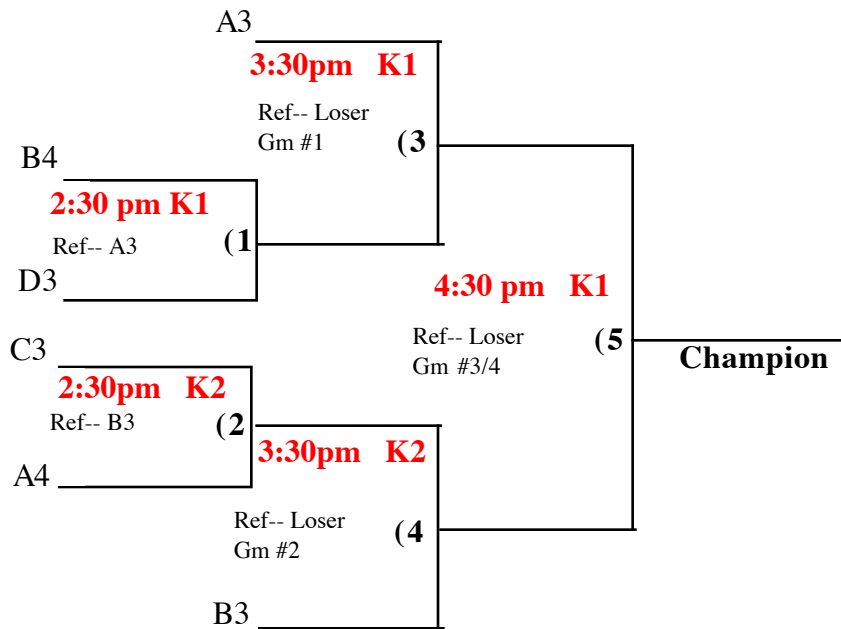 A3
3:30pm K1
Ref-- Loser
Gm #1
(3
B4
2:30 pm K1
Ref-- A3
(1
D3
4:30 pm K1
Ref-- Loser
Gm #3/4
(5
Champion
C3
2:30pm K2
Ref-- B3
(2
A4
3:30pm K2
Ref-- Loser
Gm #2
(4
B3